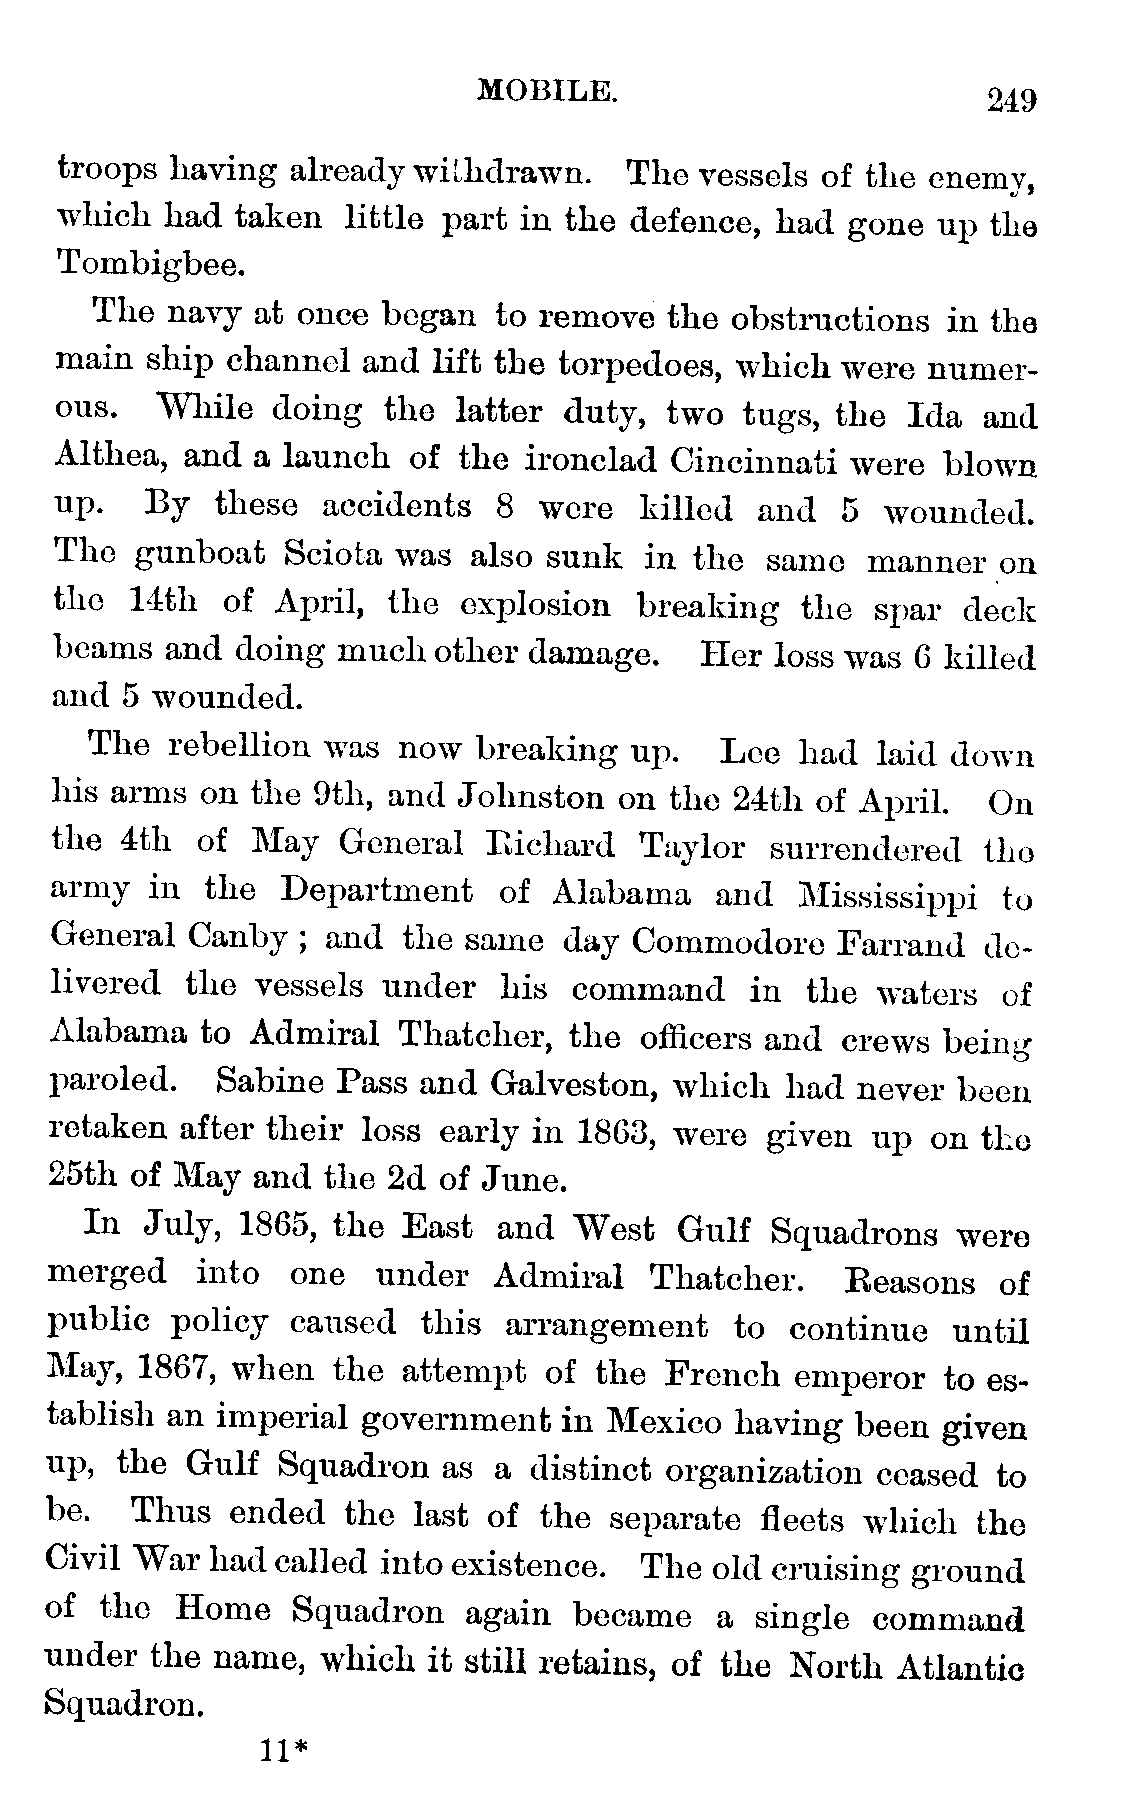 MOBILE. 249
troops having already withdrawn. The vessels of the enemy,
which had taken little part in the defence, had gone up the
Tombigbee.
The navy at once began to remove the obstructions in the
main ship channel and lift the torpedoes, which were numer-
ous. While doing the latter duty, two tugs, the Ida and
Althea, and a launch of the ironclad Cincinnati were blown
up. By these accidents 8 were killed and 5 wounded.
The gunboat Sciota was also sunk in the same manner on
the 14th of April, the explosion breaking the spar deck
beams and doing much other damage. Her loss was 6 killed
and 5 wounded.
The rebellion was now breaking up. Lee had laid down
his arms on the 9th, and Johnston on the 24th of April. On
the 4th of May General Richard Taylor surrendered the
army in the Department of Alabama and Mississippi to
General Canby ; and the same day Commodore Farrand de-
livered the vessels under his command in the waters of
Alabama to Admiral Thatcher, the officers and crews being
paroled. Sabine Pass and Galveston, which had never been
retaken after their loss early in 1863, were given up on the
25th of May and the 2d of June.
In July, 1865, the East and West Gulf Squadrons were
merged into one under Admiral Thatcher. Reasons of
public policy caused this arrangement to continue until
May, 1867, when the attempt of the French emperor to es-
tablish an imperial government in Mexico having been given
up, the Gulf Squadron as a distinct organization ceased to
be. Thus ended the last of the separate fleets which the
Civil War had called into existence. The old cruising ground
of the Home Squadron again became a single command
under the name, which it still retains, of the North Atlantic
Squadron.
11*